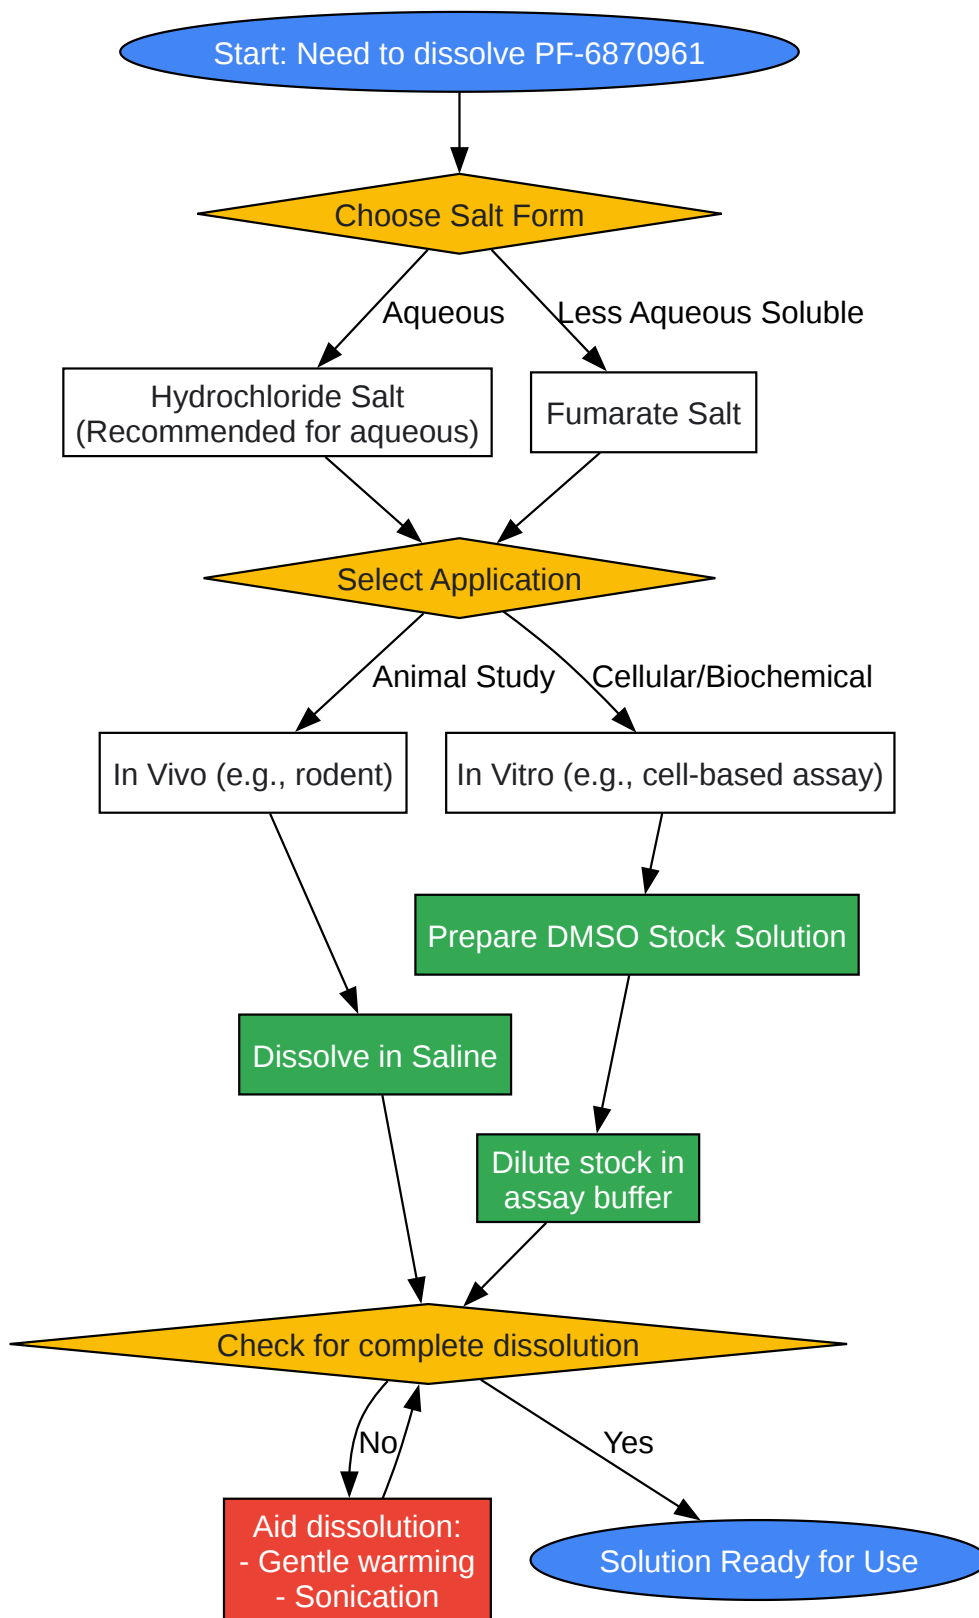 Start: Need to dissolve PF-6870961
Choose Salt Form
Aqueous
Less Aqueous Soluble
Hydrochloride Salt
(Recommended for aqueous)
Fumarate Salt
Select Application
Animal Study
Cellular/Biochemical
In Vivo (e.g., rodent)
In Vitro (e.g., cell-based assay)
Prepare DMSO Stock Solution
Dissolve in Saline
Dilute stock in
assay buffer
Check for complete dissolution
No
Yes
Aid dissolution:
- Gentle warming
- Sonication
Solution Ready for Use